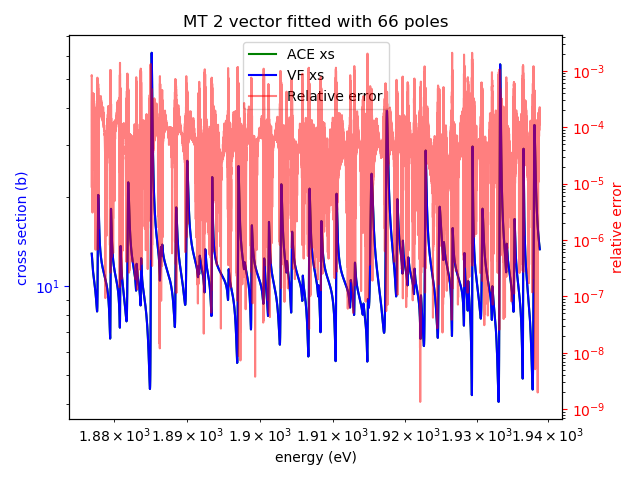 MT 2 vector fitted with 66 poles
ACE xs
VF xs
Relative error
cross section (b)
10¹
10⁻³
10⁻⁴
10⁻⁵
10⁻⁶
10⁻⁷
10⁻⁸
10⁻⁹
relative error
1.88×10³ 1.89×10³ 1.9×10³ 1.91×10³ 1.92×10³ 1.93×10³ 1.94×10³
energy (eV)